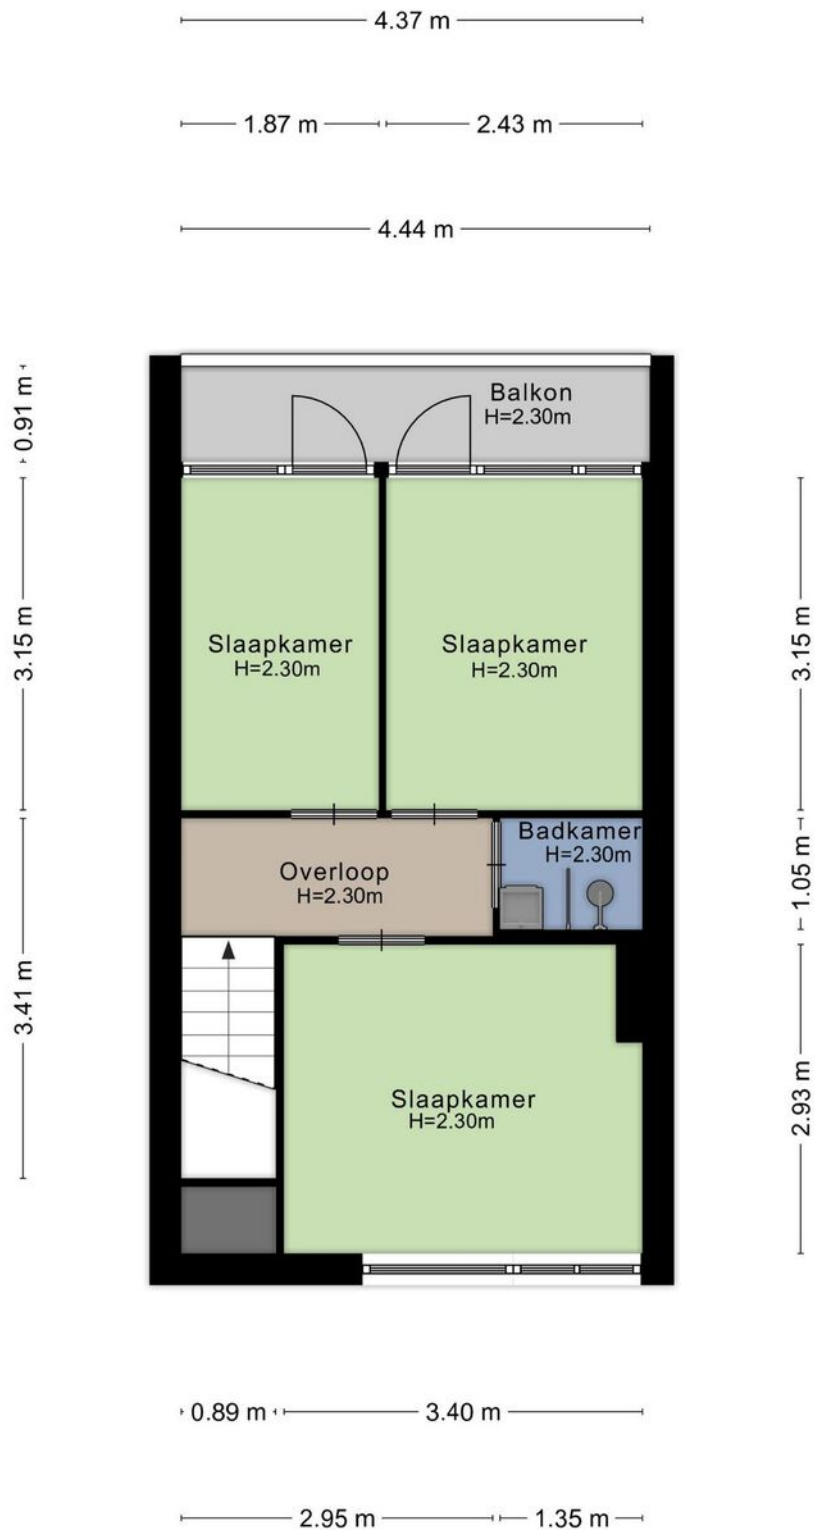 4.37 m
1.87 m
2.43 m
4.44 m
0.91 m
Balkon
H=2.30m
3.15 m
Slaapkamer
H=2.30m
Slaapkamer
H=2.30m
3.15 m
Overloop
H=2.30m
Badkamer
H=2.30m
1.05 m
3.41 m
Slaapkamer
H=2.30m
2.93 m
0.89 m
3.40 m
2.95 m
1.35 m